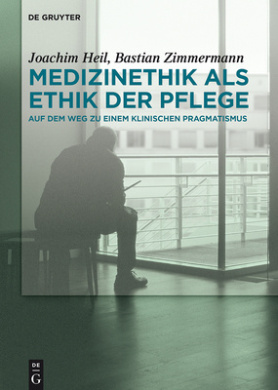 DE GRUYTER
Joachim Heil, Bastian Zimmermann
MEDIZINETHIK ALS
ETHIK DER PFLEGE
AUF DEM WEG ZU EINEM KLINISCHEN PRAGMATISMUS
DE
G